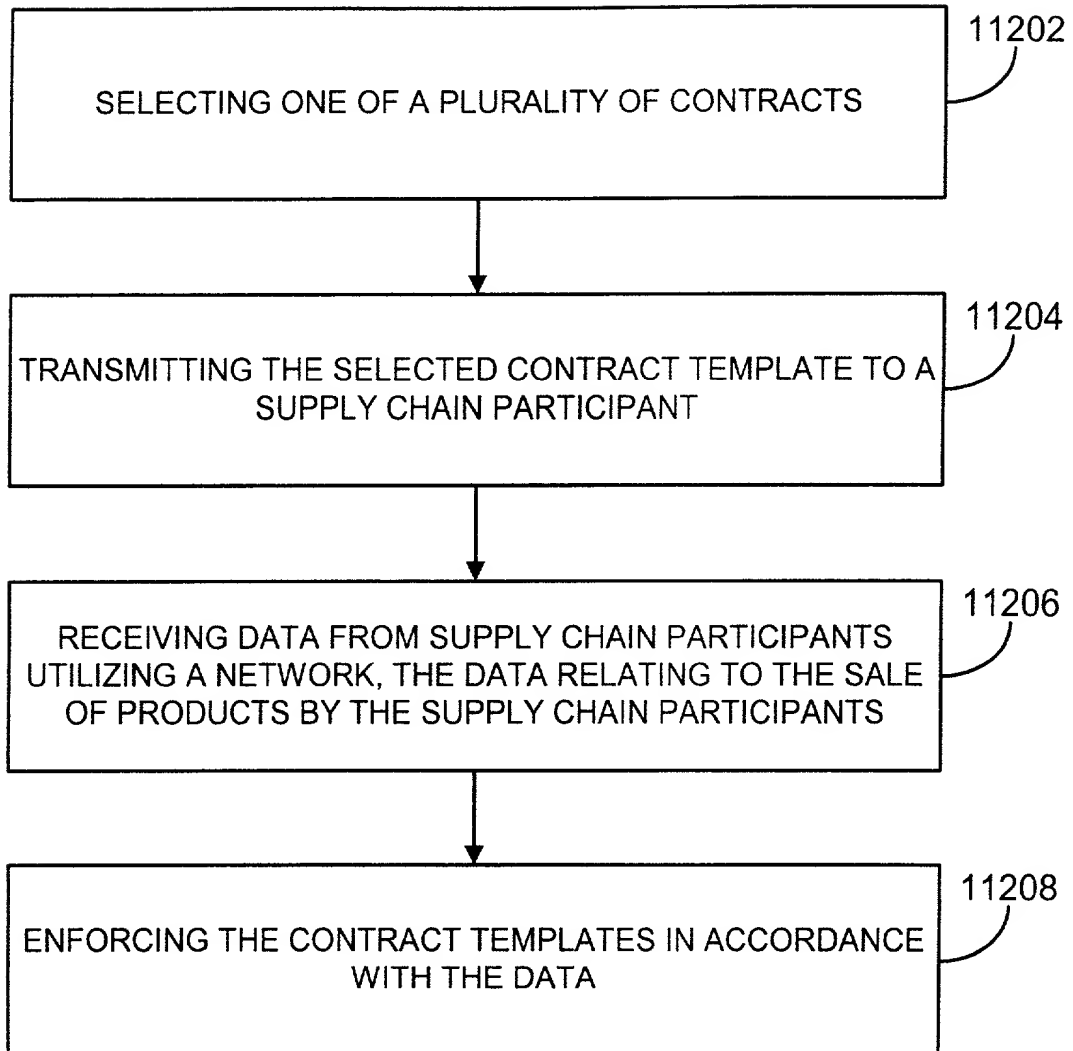 11202
SELECTING ONE OF A PLURALITY OF CONTRACTS
11204
TRANSMITTING THE SELECTED CONTRACT TEMPLATE TO A
SUPPLY CHAIN PARTICIPANT
11206
RECEIVING DATA FROM SUPPLY CHAIN PARTICIPANTS
UTILIZING A NETWORK, THE DATA RELATING TO THE SALE
OF PRODUCTS BY THE SUPPLY CHAIN PARTICIPANTS
11208
ENFORCING THE CONTRACT TEMPLATES IN ACCORDANCE
WITH THE DATA